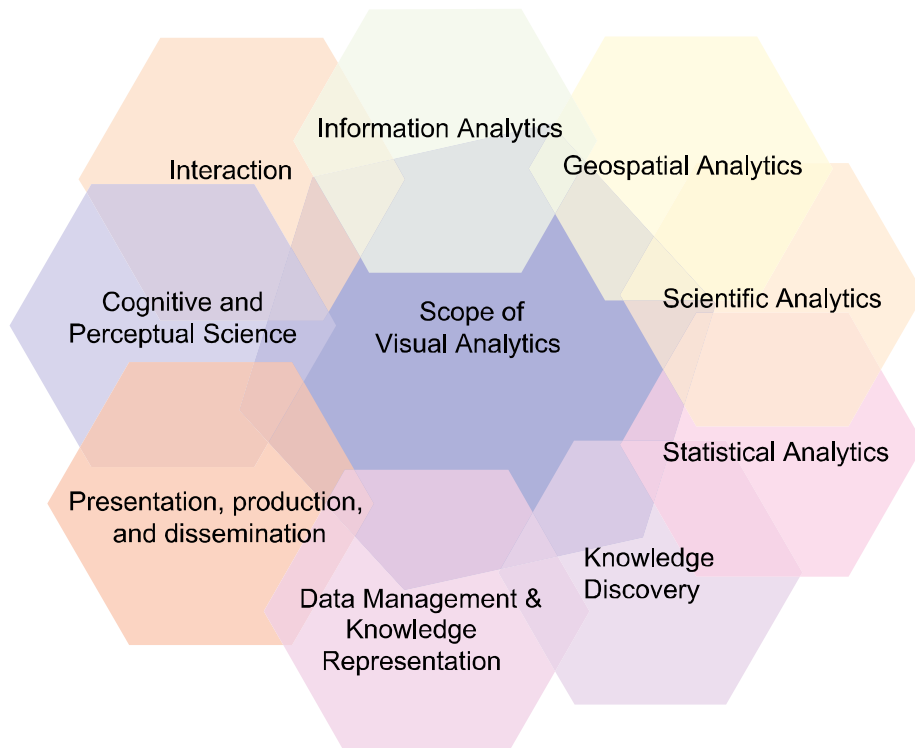 Information Analytics
Geospatial Analytics
Interaction
Scientific Analytics
Cognitive and
Perceptual Science
Scope of
Visual Analytics
Statistical Analytics
Presentation, production,
and dissemination
Knowledge
Discovery
Data Management &
Knowledge
Representation